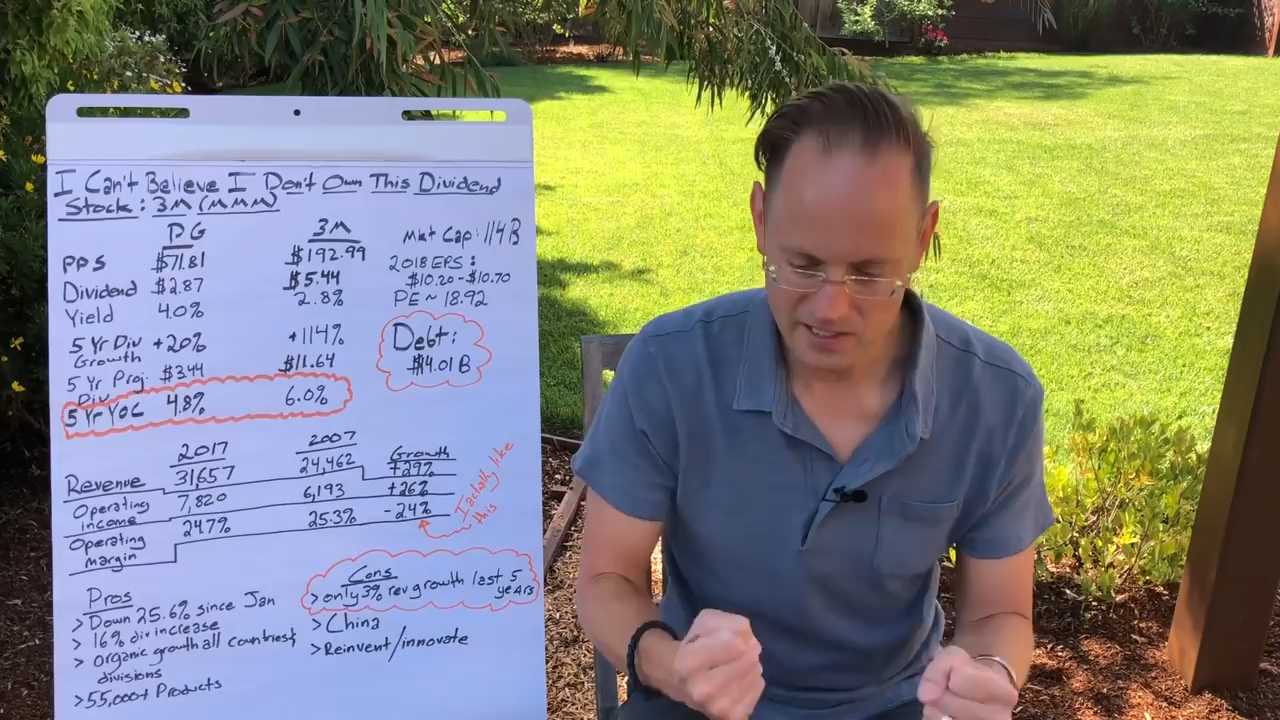 I Can't Believe I Don't Own This Dividend
Stock: 3M (MMM)
PG 3M
PPS $71.81 $192.99
Dividend $2.87 $5.44
Yield 4.0% 2.8%
5 Yr Div Growth +20% +114%
5 Yr Proj. Div $3.44 $11.64
5 Yr YOC 4.8% 6.0%
Mkt Cap: 114B
2018 EPS:
$10.20-$10.70
PE ~ 18.92
Debt:
$14.01B
2017 2007 Growth
Revenue 31,657 24,462 +29%
Operating income 7,820 6,193 +26%
Operating margin 24.7% 25.3% -2.4%
I actually like
this
Pros
> Down 25.6% since Jan
> 16% div increase
> organic growth all countries &
divisions
> 55,000+ Products
Cons
> only 3% rev growth last 5
years
> China
> Reinvent/innovate